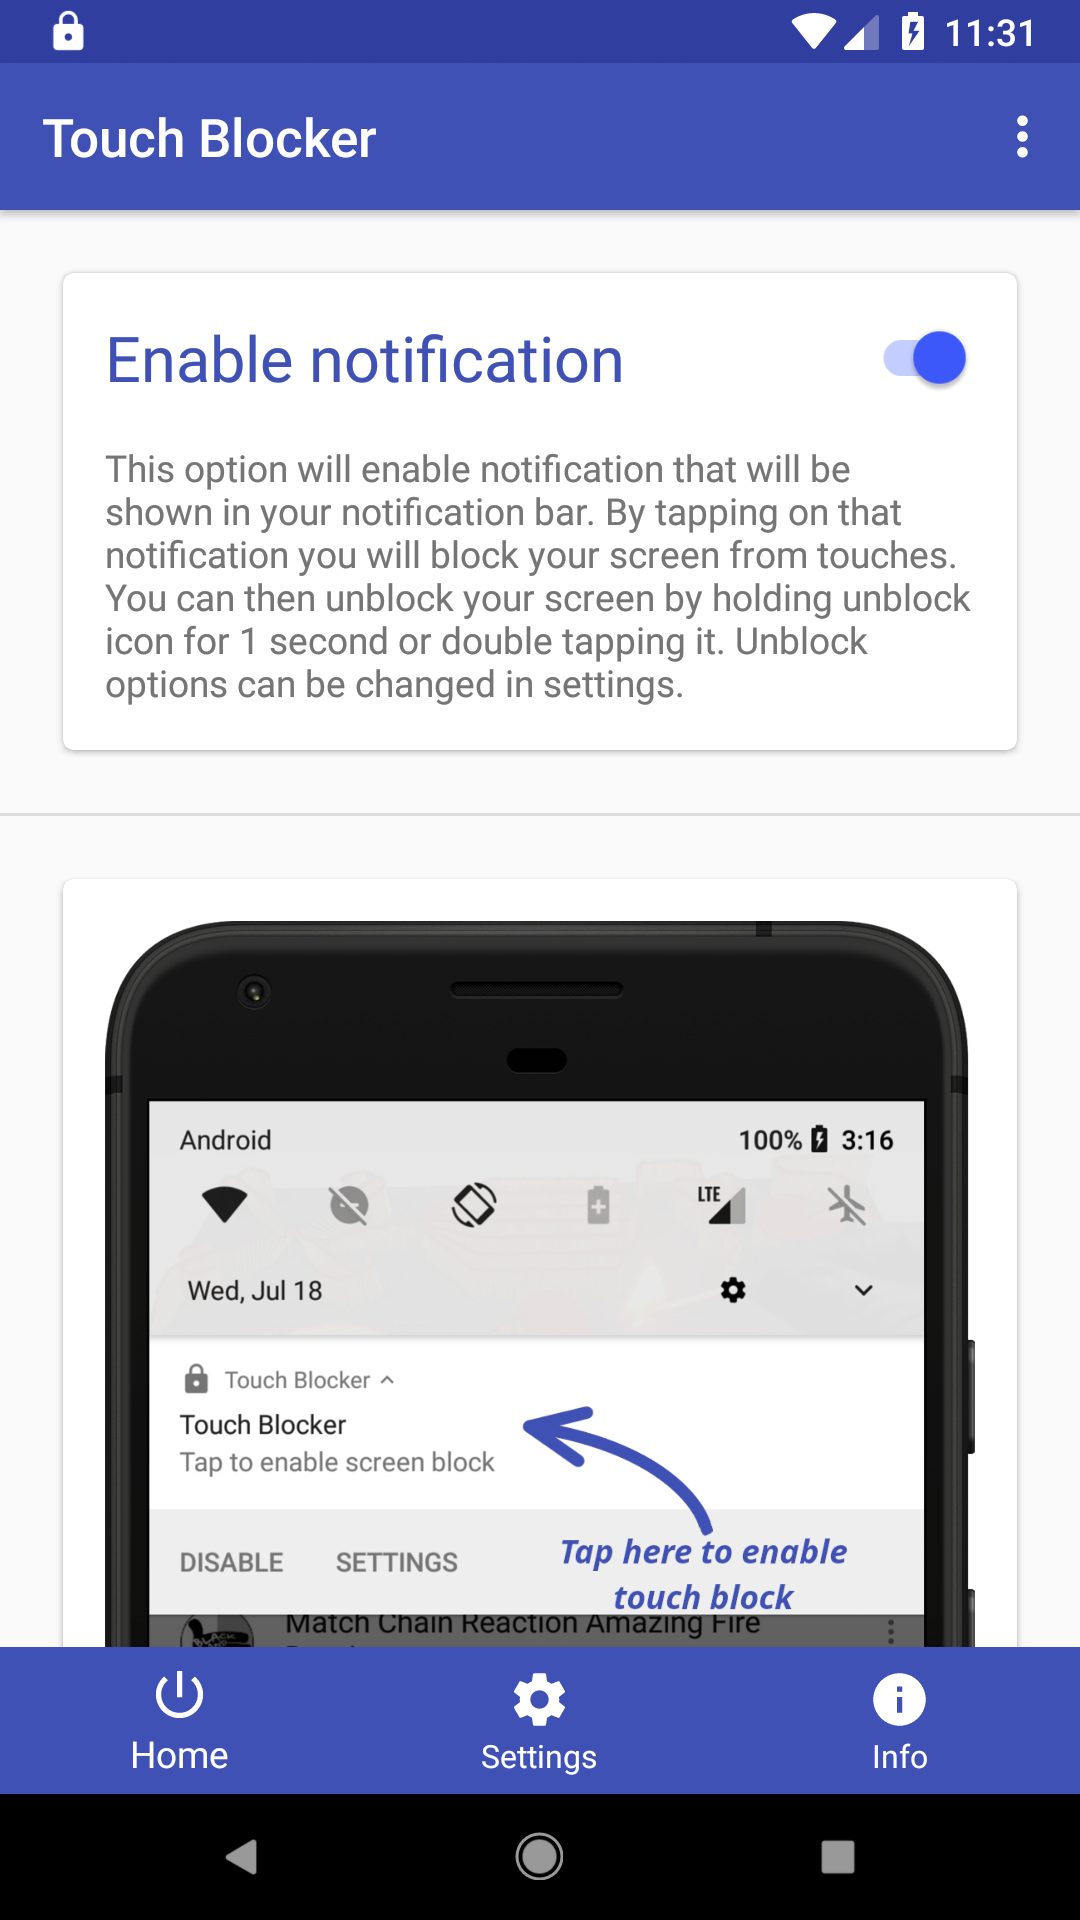 11:31
Touch Blocker
Enable notification
This option will enable notification that will be
shown in your notification bar. By tapping on that
notification you will block your screen from touches.
You can then unblock your screen by holding unblock
icon for 1 second or double tapping it. Unblock
options can be changed in settings.
Android 100% 3:16
LTE
Wed, Jul 18
Touch Blocker
Touch Blocker
Tap to enable screen block
Tap here to enable
touch block
DISABLE SETTINGS
Match Chain Reaction Amazing Fire
Home Settings Info